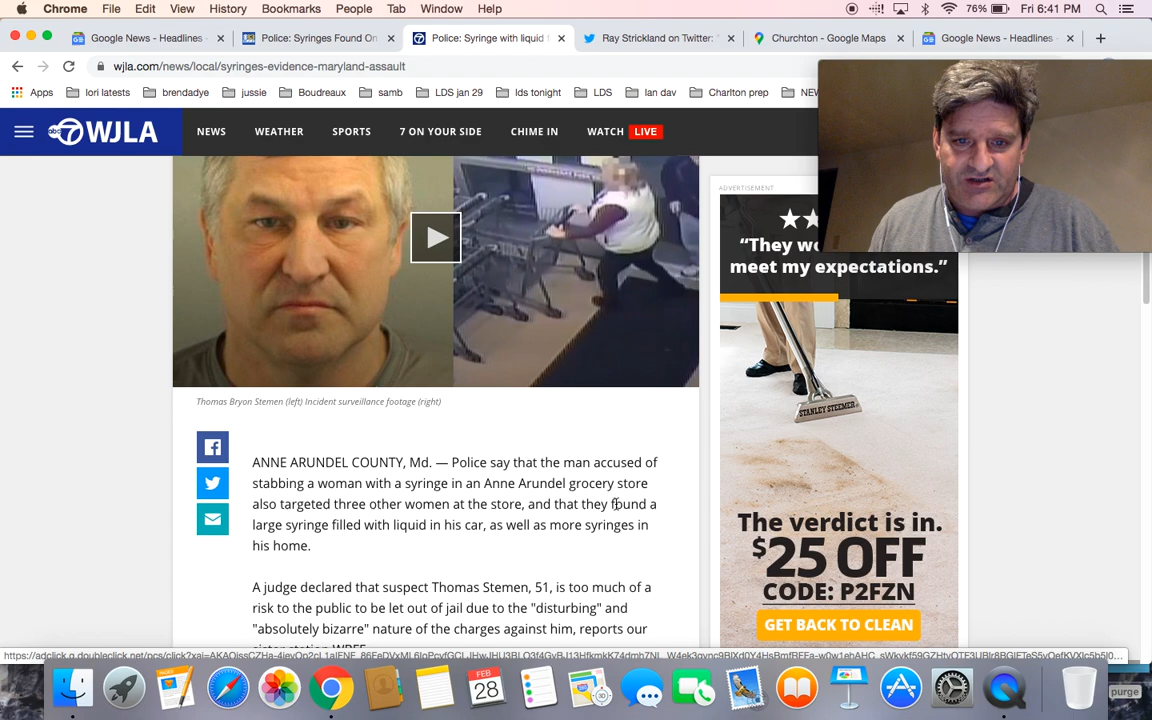 Chrome File Edit View History Bookmarks People Tab Window Help 76% Fri 6:41 PM
Google News - Headlines - Police: Syringes Found On Police: Syringe with liquid f Ray Strickland on Twitter: " Churchton - Google Maps Google News - Headlines -
wjla.com/news/local/syringes-evidence-maryland-assault
Apps lori latests brendadye jussie Boudreaux samb LDS jan 29 lds tonight LDS Ian dav Charlton prep NEW
abc 7 WJLA NEWS WEATHER SPORTS 7 ON YOUR SIDE CHIME IN WATCH LIVE
ADVERTISEMENT
“They wo
meet my expectations.”
STANLEY STEEMER
Thomas Bryon Stemen (left) Incident surveillance footage (right)
ANNE ARUNDEL COUNTY, Md. — Police say that the man accused of
stabbing a woman with a syringe in an Anne Arundel grocery store
also targeted three other women at the store, and that they found a
large syringe filled with liquid in his car, as well as more syringes in
his home.
A judge declared that suspect Thomas Stemen, 51, is too much of a
risk to the public to be let out of jail due to the "disturbing" and
"absolutely bizarre" nature of the charges against him, reports our
The verdict is in.
$25 OFF
CODE: P2FZN
GET BACK TO CLEAN
FEB
28
purge